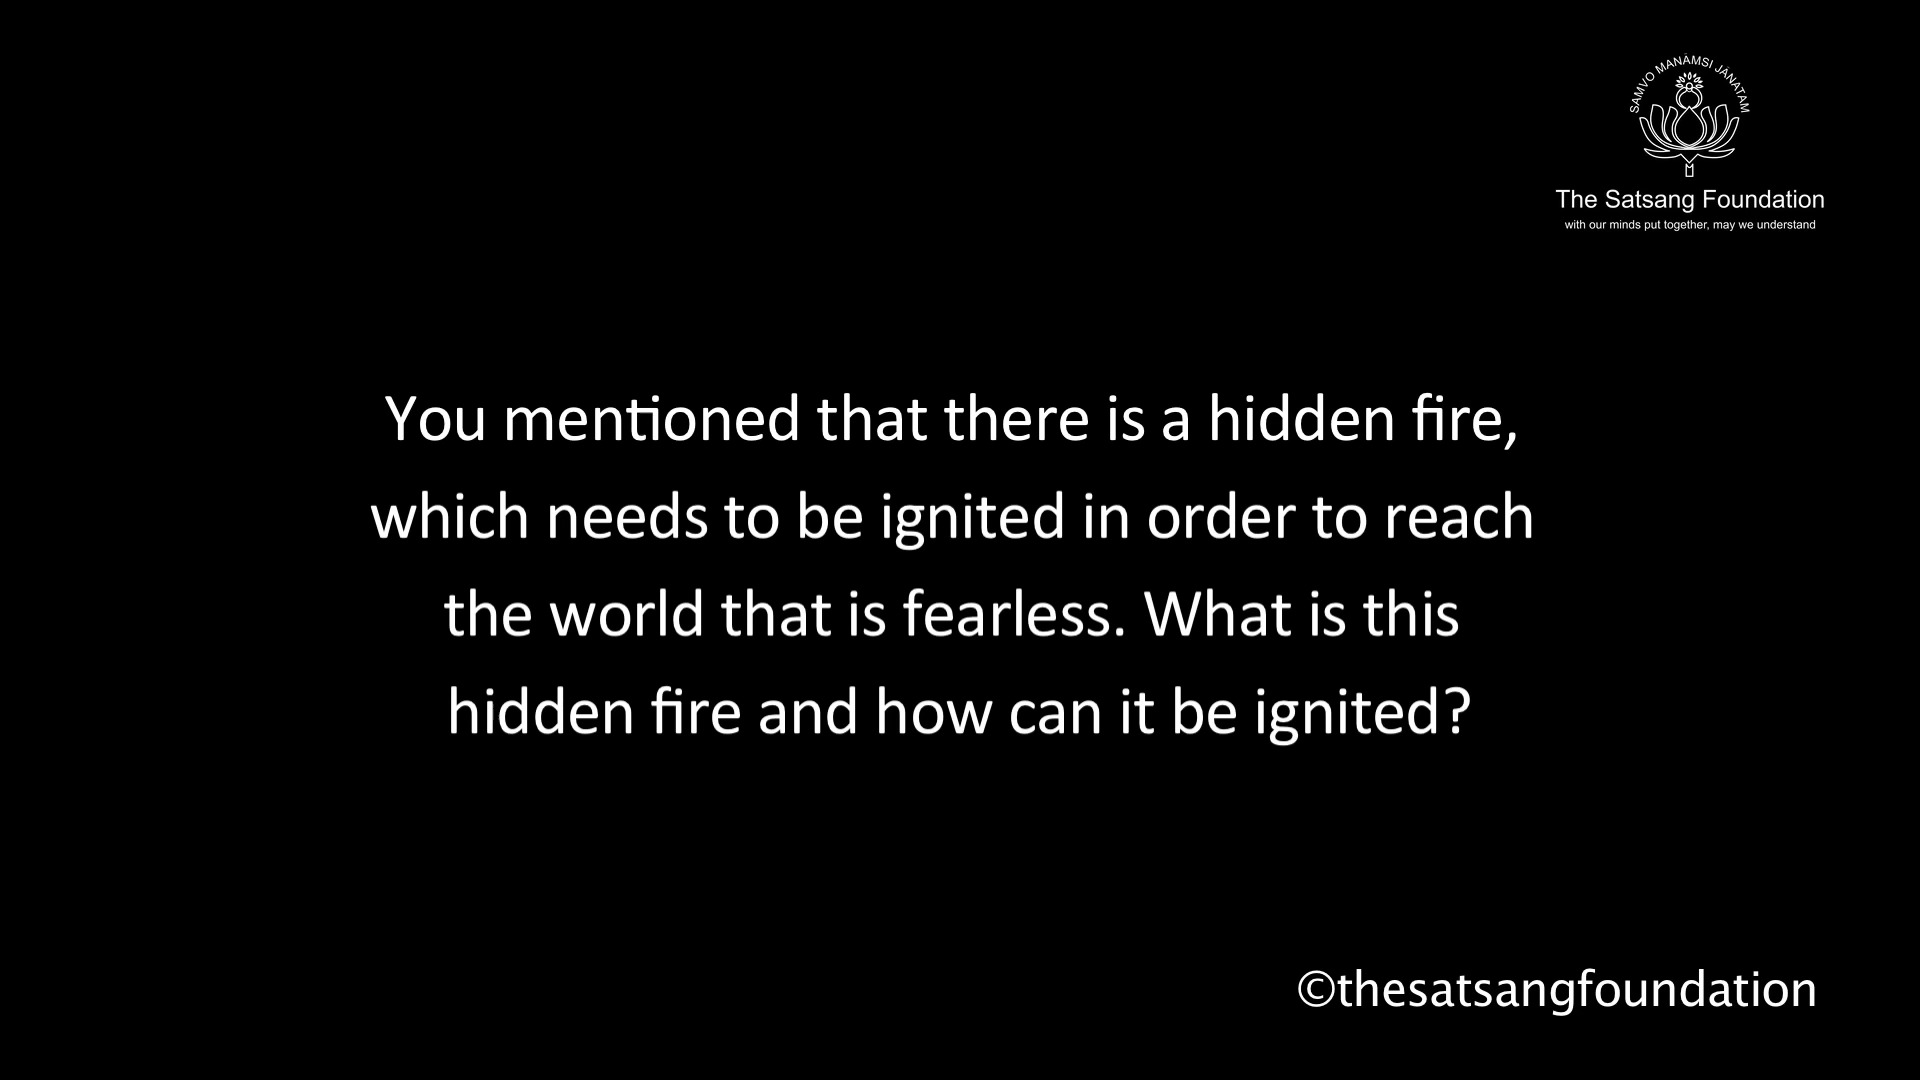 SAMVO MANĀMSI JĀNATAM
The Satsang Foundation
with our minds put together, may we understand
You mentioned that there is a hidden fire,
which needs to be ignited in order to reach
the world that is fearless. What is this
hidden fire and how can it be ignited?
©thesatsangfoundation